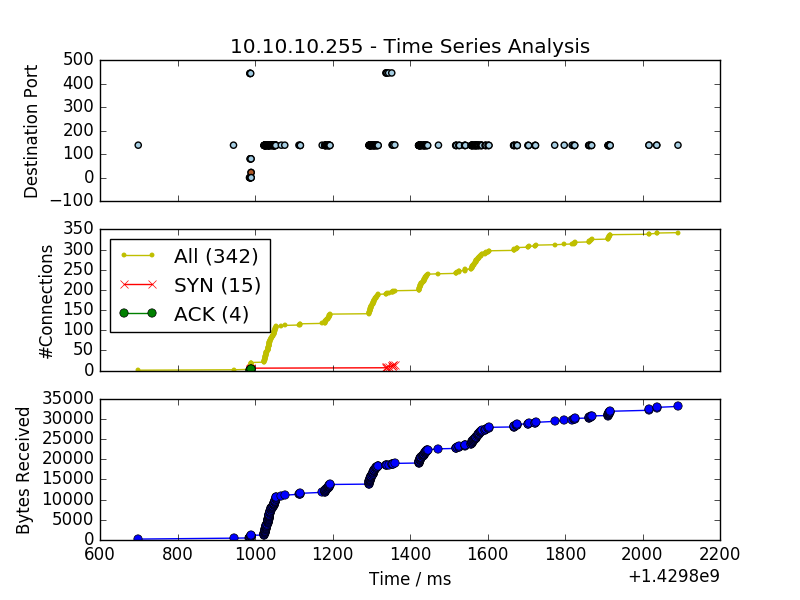 10.10.10.255 - Time Series Analysis
Destination Port
500
400
300
200
100
0
−100
#Connections
350
300
250
200
150
100
50
0
All (342)
SYN (15)
ACK (4)
Bytes Received
35000
30000
25000
20000
15000
10000
5000
0
600 800 1000 1200 1400 1600 1800 2000 2200
Time / ms
+1.4298e9